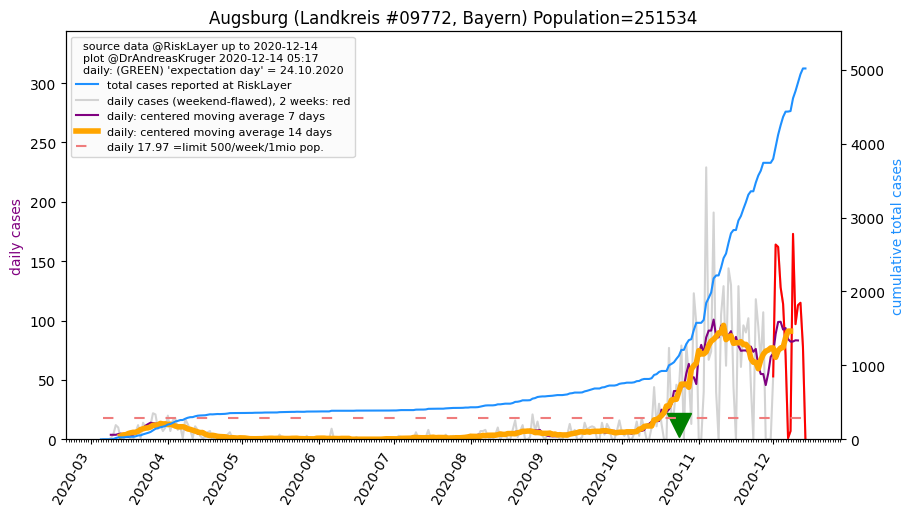 Augsburg (Landkreis #09772, Bayern) Population=251534
source data @RiskLayer up to 2020-12-14
plot @DrAndreasKruger 2020-12-14 05:17
daily: (GREEN) 'expectation day' = 24.10.2020
total cases reported at RiskLayer
daily cases (weekend-flawed), 2 weeks: red
daily: centered moving average 7 days
daily: centered moving average 14 days
daily 17.97 =limit 500/week/1mio pop.
daily cases
300
250
200
150
100
50
0
cumulative total cases
5000
4000
3000
2000
1000
0
2020-03
2020-04
2020-05
2020-06
2020-07
2020-08
2020-09
2020-10
2020-11
2020-12